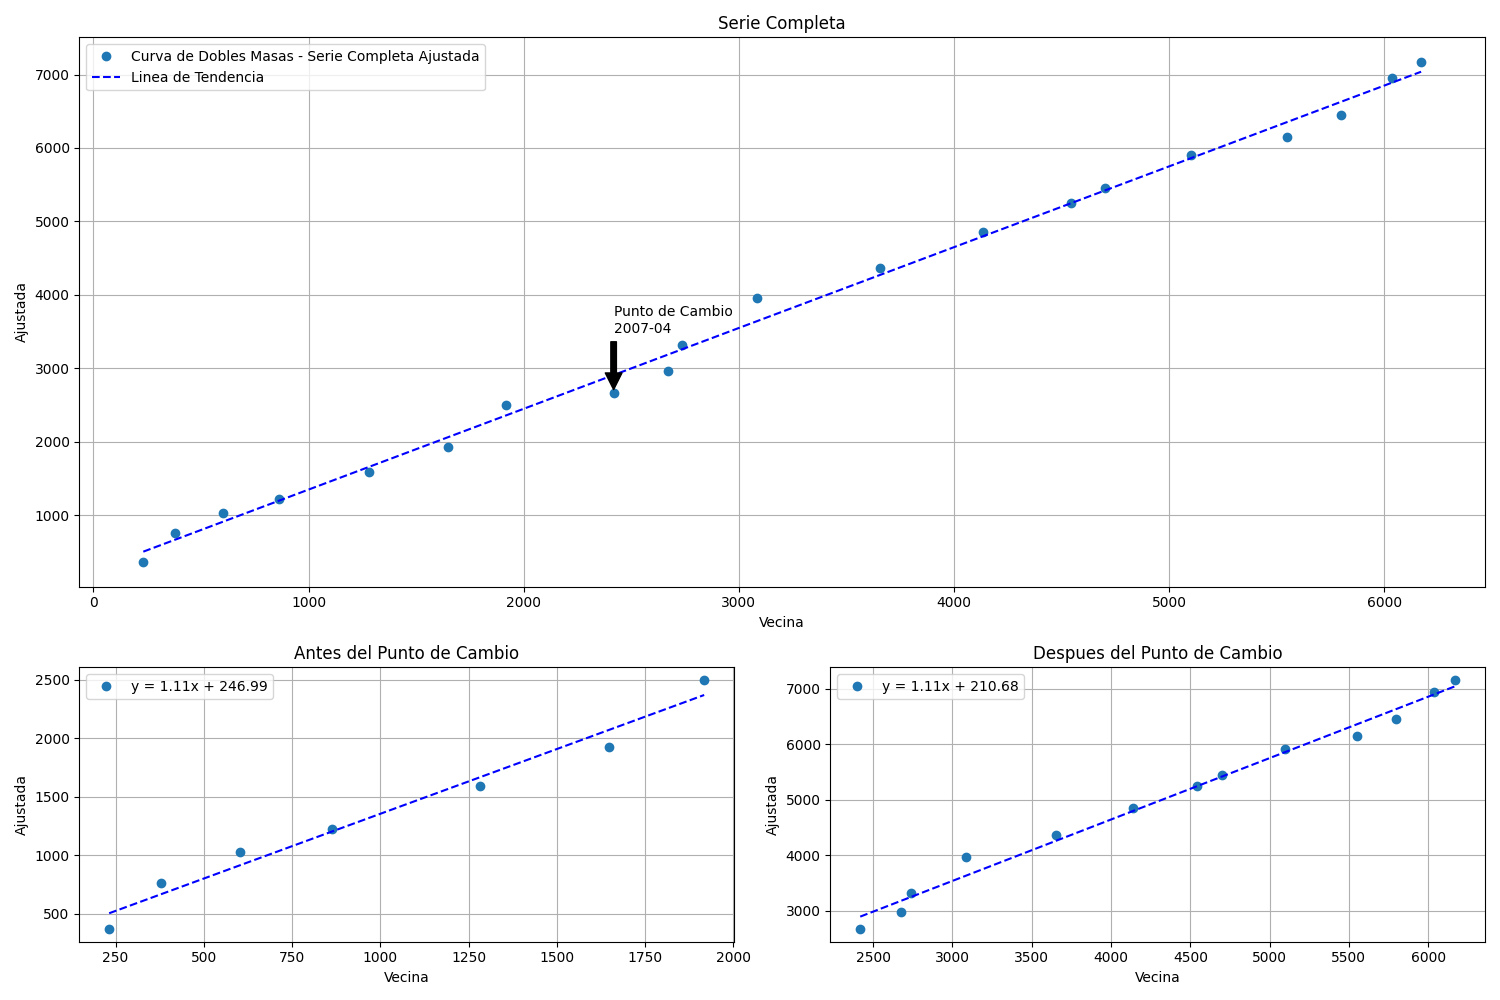 Serie Completa
Curva de Dobles Masas - Serie Completa Ajustada
Linea de Tendencia
7000
6000
5000
4000
3000
2000
1000
Ajustada
Punto de Cambio
2007-04
0 1000 2000 3000 4000 5000 6000
Vecina
Antes del Punto de Cambio
y = 1.11x + 246.99
2500
2000
1500
1000
500
Ajustada
250 500 750 1000 1250 1500 1750 2000
Vecina
Despues del Punto de Cambio
y = 1.11x + 210.68
7000
6000
5000
4000
3000
Ajustada
2500 3000 3500 4000 4500 5000 5500 6000
Vecina